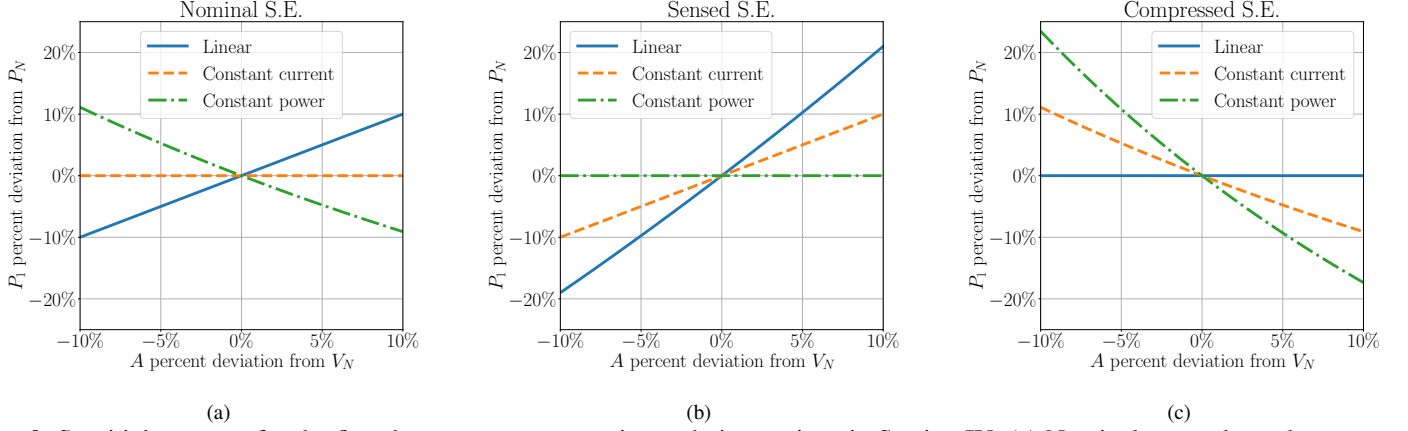 Nominal S.E.
Linear
Constant current
Constant power
20%
10%
0%
−10%
−20%
P1 percent deviation from PN
−10% −5% 0% 5% 10%
A percent deviation from VN
(a)
Sensed S.E.
Linear
Constant current
Constant power
20%
10%
0%
−10%
−20%
P1 percent deviation from PN
−10% −5% 0% 5% 10%
A percent deviation from VN
(b)
Compressed S.E.
Linear
Constant current
Constant power
20%
10%
0%
−10%
−20%
P1 percent deviation from PN
−10% −5% 0% 5% 10%
A percent deviation from VN
(c)